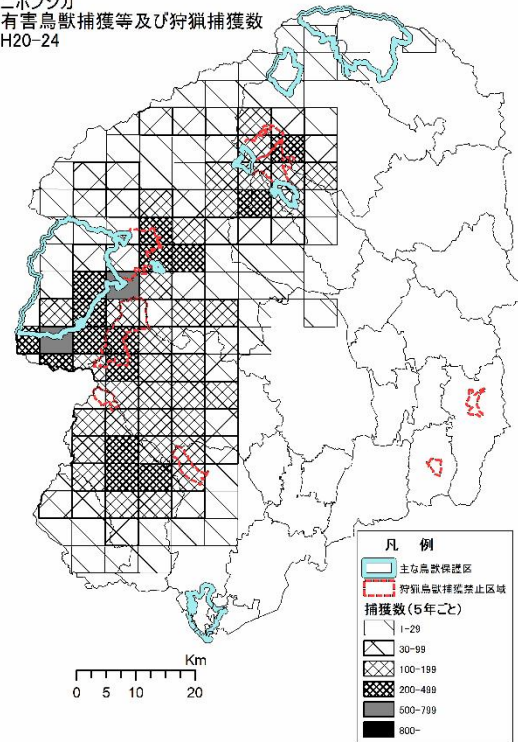 ニホンジカ
有害鳥獣捕獲等及び狩猟捕獲数
H20-24
凡 例
主な鳥獣保護区
狩猟鳥獣捕獲禁止区域
捕獲数(5年ごと)
1-29
30-99
100-199
200-499
500-799
800-
Km
0 5 10 20